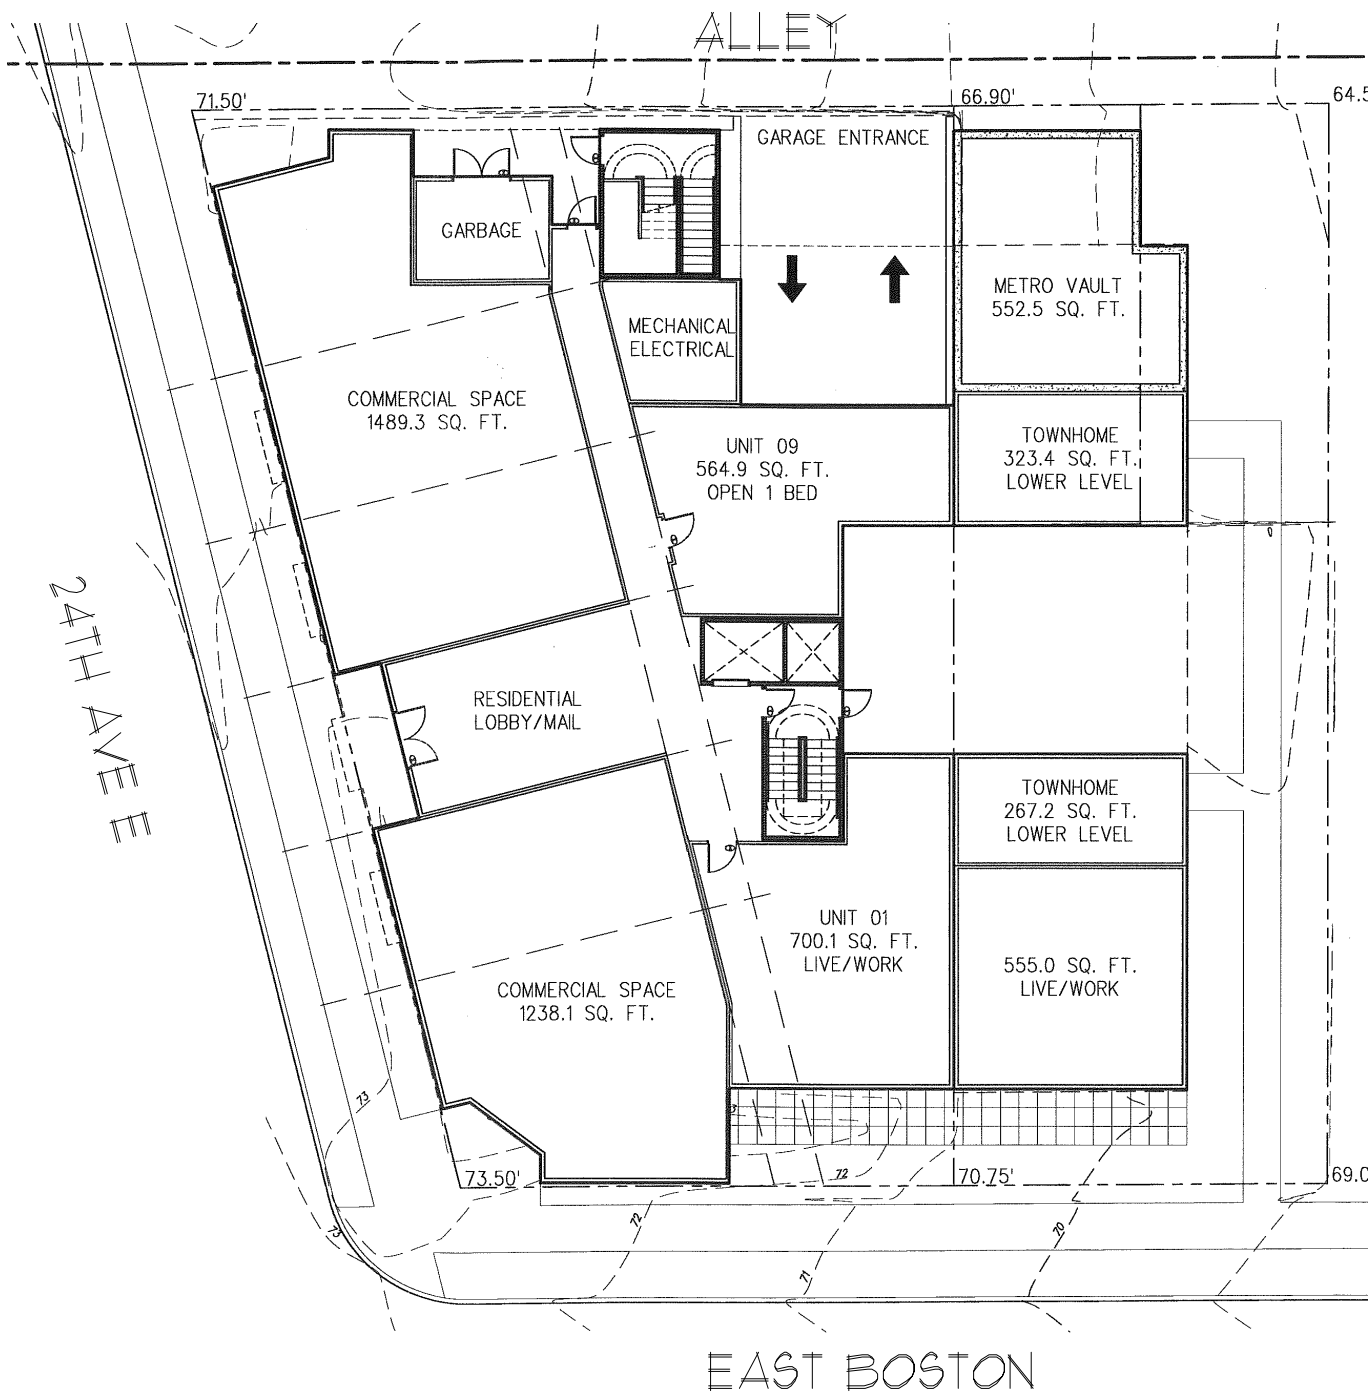 ALLEY
71.50'
66.90'
64.5
GARAGE ENTRANCE
GARBAGE
METRO VAULT
552.5 SQ. FT.
MECHANICAL
ELECTRICAL
COMMERCIAL SPACE
1489.3 SQ. FT.
UNIT 09
564.9 SQ. FT.
OPEN 1 BED
TOWNHOME
323.4 SQ. FT.
LOWER LEVEL
24TH AVE E
RESIDENTIAL
LOBBY/MAIL
TOWNHOME
267.2 SQ. FT.
LOWER LEVEL
UNIT 01
700.1 SQ. FT.
LIVE/WORK
555.0 SQ. FT.
LIVE/WORK
COMMERCIAL SPACE
1238.1 SQ. FT.
73
73.50'
72
70.75'
69.0
73
72
71
70
EAST BOSTON